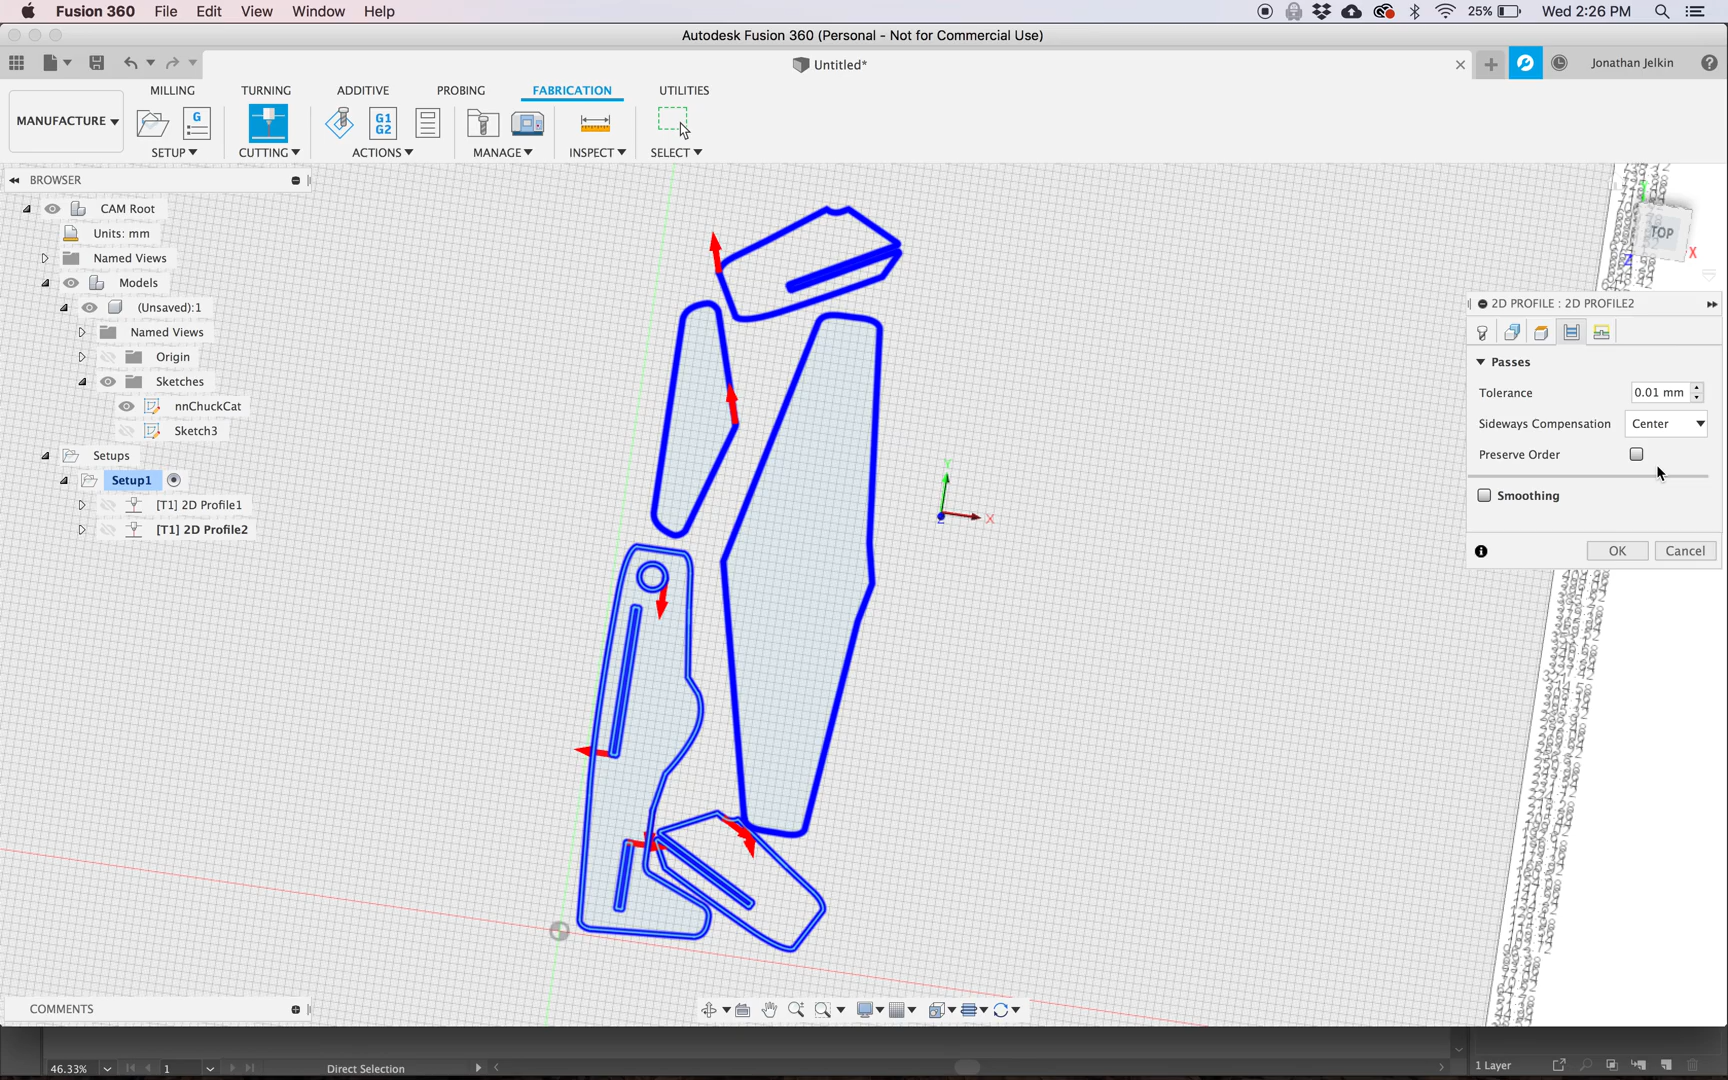 Fusion 360 File Edit View Window Help
25% Wed 2:26 PM
Autodesk Fusion 360 (Personal - Not for Commercial Use)
Untitled*
Jonathan Jelkin
MILLING TURNING ADDITIVE PROBING FABRICATION UTILITIES
MANUFACTURE
G
G1
G2
SETUP CUTTING ACTIONS MANAGE INSPECT SELECT
BROWSER
CAM Root
Units: mm
Named Views
Models
(Unsaved):1
Named Views
Origin
Sketches
nnChuckCat
Sketch3
Setups
Setup1
[T1] 2D Profile1
[T1] 2D Profile2
Y
X
Z
TOP
X
2D PROFILE : 2D PROFILE2
Passes
Tolerance 0.01 mm
Sideways Compensation Center
Preserve Order
Smoothing
OK Cancel
COMMENTS
46.33% 1 Direct Selection
1 Layer